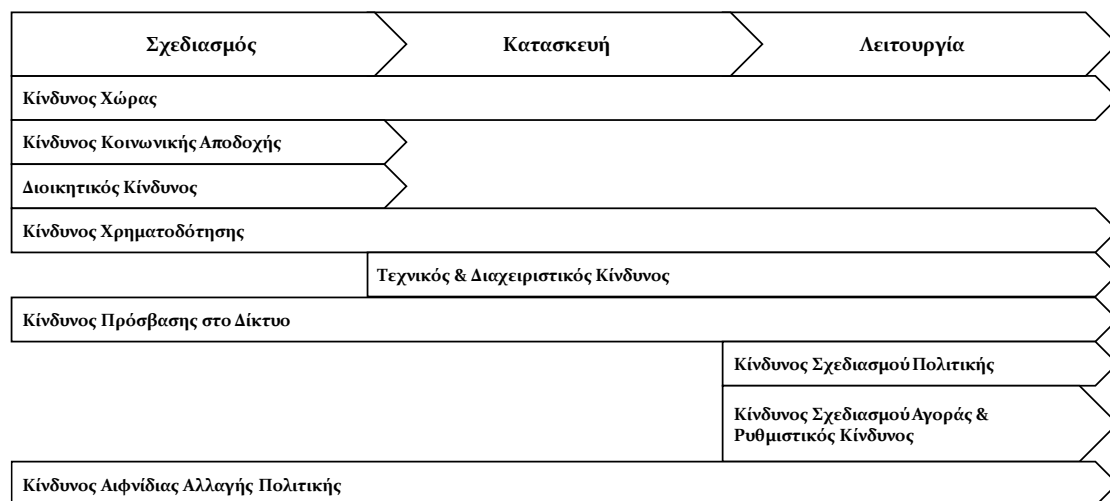 Σχεδιασμός
Κατασκευή
Λειτουργία
Κίνδυνος Χώρας
Κίνδυνος Κοινωνικής Αποδοχής
Διοικητικός Κίνδυνος
Κίνδυνος Χρηματοδότησης
Τεχνικός & Διαχειριστικός Κίνδυνος
Κίνδυνος Πρόσβασης στο Δίκτυο
Κίνδυνος Σχεδιασμού Πολιτικής
Κίνδυνος Σχεδιασμού Αγοράς &
Ρυθμιστικός Κίνδυνος
Κίνδυνος Αιφνίδιας Αλλαγής Πολιτικής